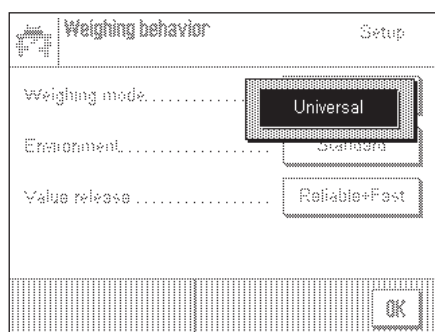 Weighing behavior Setup
Weighing mode................ Universal
Environment...................... Standard
Value release .................... Reliable+Fast
OK